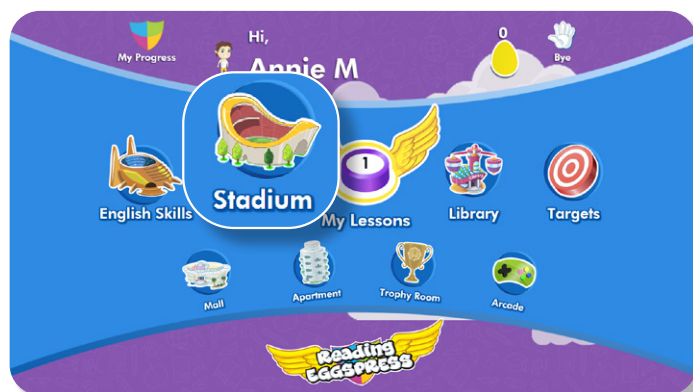 My Progress
Hi,
Annie M
0
Bye
English Skills
Stadium
1
My Lessons
Library
Targets
Mall
Apartment
Trophy Room
Arcade
Reading
EGGSPRESS